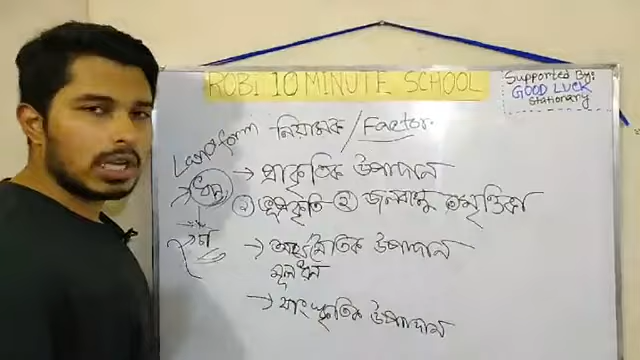 ROBI 10 MINUTE SCHOOL
Supported By:
GOOD LUCK
Stationary
Landform নিয়ামক / Factor.
→ প্রাকৃতিক উপাদান
① ভূপ্রকৃতি - ② জলবায়ু ৩মৃত্তিকা
→ অর্থনৈতিক উপাদান
মূলধন
→ সাংস্কৃতিক উপাদান